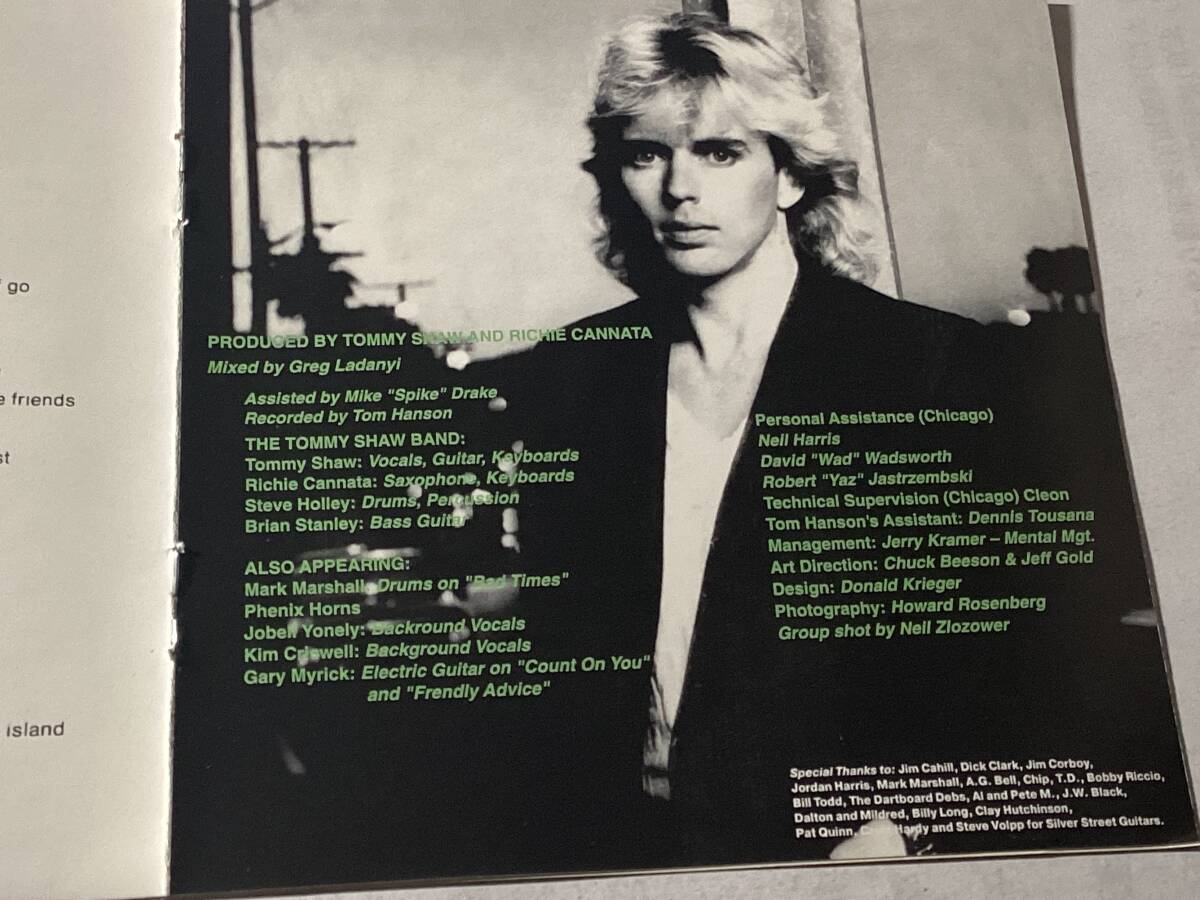 go
e friends
st
island
PRODUCED BY TOMMY SHAW AND RICHIE CANNATA
Mixed by Greg Ladanyi
Assisted by Mike "Spike" Drake
Recorded by Tom Hanson
THE TOMMY SHAW BAND:
Tommy Shaw: Vocals, Guitar, Keyboards
Richie Cannata: Saxophone, Keyboards
Steve Holley: Drums, Percussion
Brian Stanley: Bass Guitar
ALSO APPEARING:
Mark Marshall: Drums on "Bad Times"
Phenix Horns
Jobell Yonely: Backround Vocals
Kim Criswell: Background Vocals
Gary Myrick: Electric Guitar on "Count On You"
and "Frendly Advice"
Personal Assistance (Chicago)
Neil Harris
David "Wad" Wadsworth
Robert "Yaz" Jastrzembski
Technical Supervision (Chicago) Cleon
Tom Hanson's Assistant: Dennis Tousana
Management: Jerry Kramer – Mental Mgt.
Art Direction: Chuck Beeson & Jeff Gold
Design: Donald Krieger
Photography: Howard Rosenberg
Group shot by Neil Zlozower
Special Thanks to: Jim Cahill, Dick Clark, Jim Corboy,
Jordan Harris, Mark Marshall, A.G. Bell, Chip, T.D., Bobby Riccio,
Bill Todd, The Dartboard Debs, Al and Pete M., J.W. Black,
Dalton and Mildred, Billy Long, Clay Hutchinson,
Pat Quinn, Hardy and Steve Volpp for Silver Street Guitars.